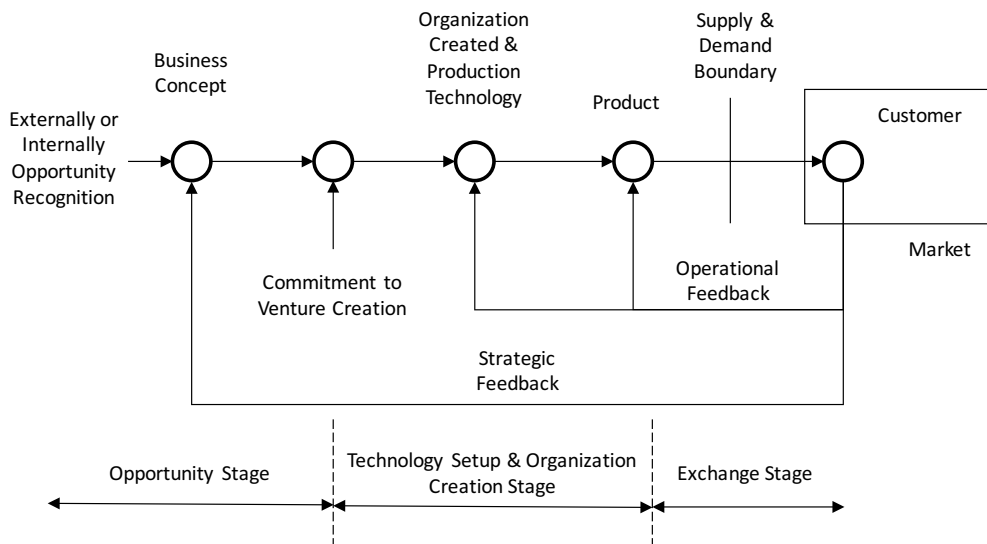 Organization
Created &
Production
Technology
Supply &
Demand
Boundary
Business
Concept
Product
Customer
Externally or
Internally
Opportunity
Recognition
Market
Commitment to
Venture Creation
Operational
Feedback
Strategic
Feedback
Opportunity Stage
Technology Setup & Organization
Creation Stage
Exchange Stage